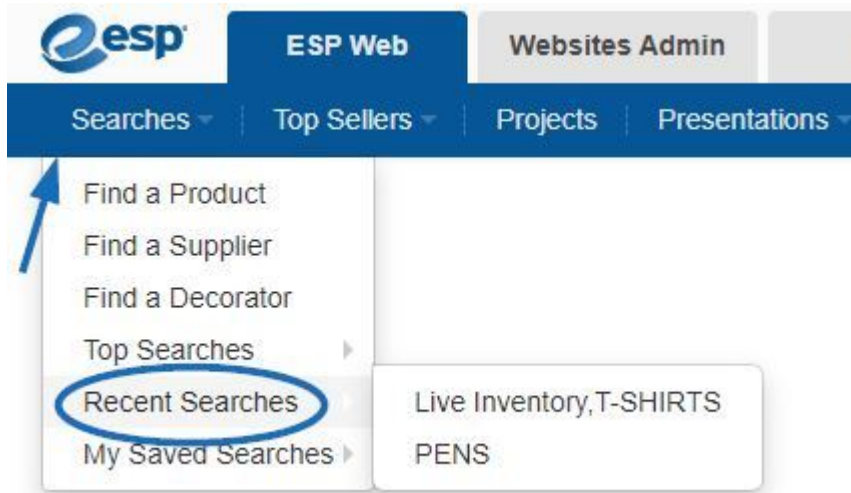 esp
ESP Web
Websites Admin
Searches
Top Sellers
Projects
Presentations
Find a Product
Find a Supplier
Find a Decorator
Top Searches
Recent Searches
Live Inventory,T-SHIRTS
My Saved Searches
PENS